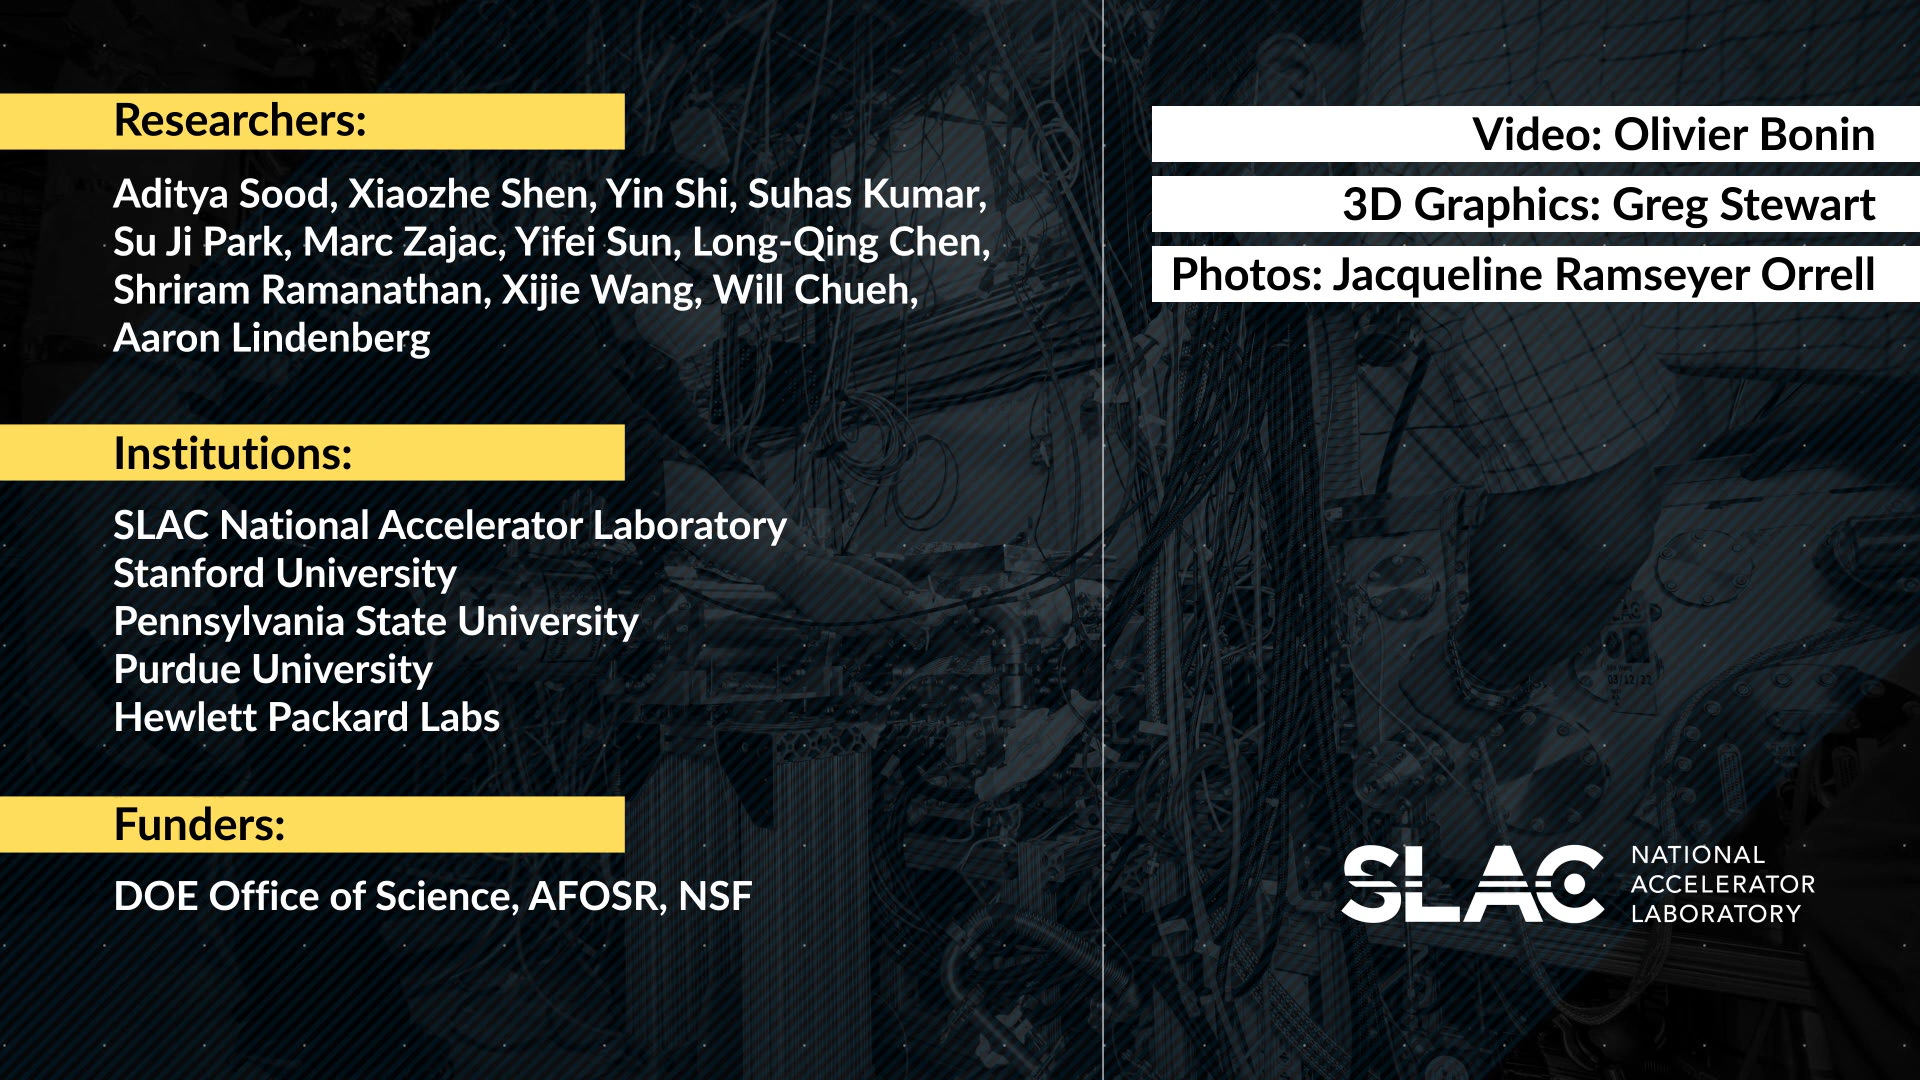 Researchers:
Aditya Sood, Xiaozhe Shen, Yin Shi, Suhas Kumar,
Su Ji Park, Marc Zajac, Yifei Sun, Long-Qing Chen,
Shriram Ramanathan, Xijie Wang, Will Chueh,
Aaron Lindenberg
Institutions:
SLAC National Accelerator Laboratory
Stanford University
Pennsylvania State University
Purdue University
Hewlett Packard Labs
Funders:
DOE Office of Science, AFOSR, NSF
Video: Olivier Bonin
3D Graphics: Greg Stewart
Photos: Jacqueline Ramseyer Orrell
SLAC
NATIONAL
ACCELERATOR
LABORATORY